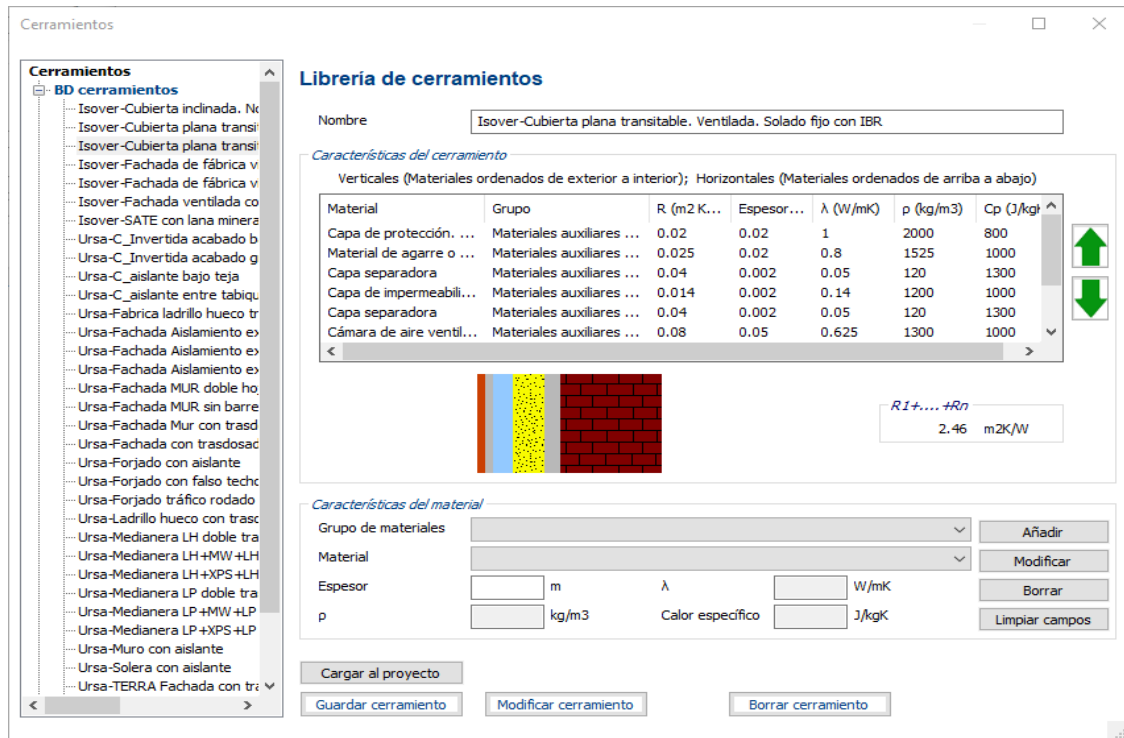 Cerramientos
Cerramientos
BD cerramientos
Isover-Cubierta inclinada. No
Isover-Cubierta plana transi
Isover-Cubierta plana transi
Isover-Fachada de fábrica v
Isover-Fachada de fábrica v
Isover-Fachada ventilada co
Isover-SATE con lana minera
Ursa-C_Invertida acabado b
Ursa-C_Invertida acabado g
Ursa-C_aislante bajo teja
Ursa-C_aislante entre tabiqu
Ursa-Fabrica ladrillo hueco tr
Ursa-Fachada Aislamiento ex
Ursa-Fachada Aislamiento ex
Ursa-Fachada Aislamiento ex
Ursa-Fachada MUR doble ho
Ursa-Fachada MUR sin barre
Ursa-Fachada Mur con trasd
Ursa-Fachada con trasdosad
Ursa-Forjado con aislante
Ursa-Forjado con falso techo
Ursa-Forjado tráfico rodado
Ursa-Ladrillo hueco con trasd
Ursa-Medianera LH doble tra
Ursa-Medianera LH+MW+LH
Ursa-Medianera LH+XPS+LH
Ursa-Medianera LP doble tra
Ursa-Medianera LP+MW+LP
Ursa-Medianera LP+XPS+LP
Ursa-Muro con aislante
Ursa-Solera con aislante
Ursa-TERRA Fachada con tra
Librería de cerramientos
Nombre Isover-Cubierta plana transitable. Ventilada. Solado fijo con IBR
Características del cerramiento
Verticales (Materiales ordenados de exterior a interior); Horizontales (Materiales ordenados de arriba a abajo)
Material Grupo R (m2 K... Espesor... λ (W/mK) ρ (kg/m3) Cp (J/kgK
Capa de protección. ... Materiales auxiliares ... 0.02 0.02 1 2000 800
Material de agarre o ... Materiales auxiliares ... 0.025 0.02 0.8 1525 1000
Capa separadora Materiales auxiliares ... 0.04 0.002 0.05 120 1300
Capa de impermeabili... Materiales auxiliares ... 0.014 0.002 0.14 1200 1000
Capa separadora Materiales auxiliares ... 0.04 0.002 0.05 120 1300
Cámara de aire ventil... Materiales auxiliares ... 0.08 0.05 0.625 1300 1000
R1+....+Rn
2.46 m2K/W
Características del material
Grupo de materiales Añadir
Material Modificar
Espesor m λ W/mK Borrar
ρ kg/m3 Calor específico J/kgK Limpiar campos
Cargar al proyecto
Guardar cerramiento Modificar cerramiento Borrar cerramiento